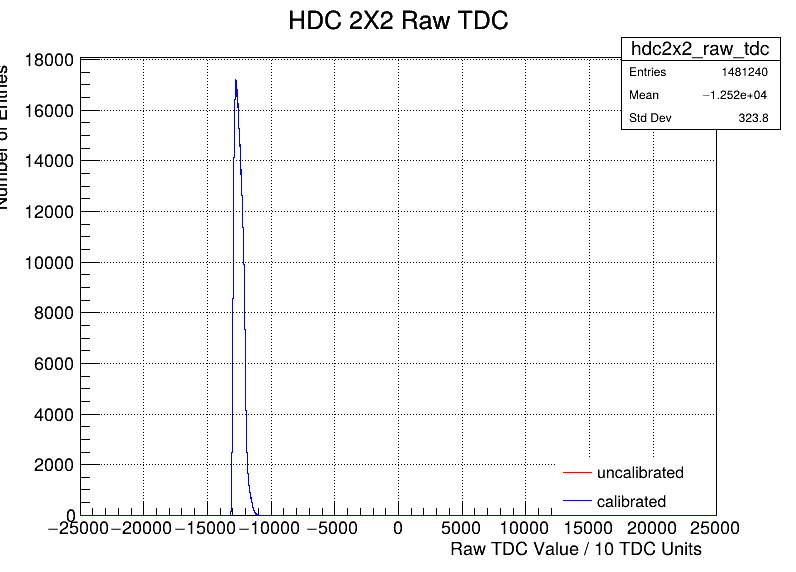 HDC 2X2 Raw TDC
hdc2x2_raw_tdc
Entries 1481240
Mean −1.252e+04
Std Dev 323.8
Number of Entries
18000
16000
14000
12000
10000
8000
6000
4000
2000
0
uncalibrated
calibrated
−25000 −20000 −15000 −10000 −5000 0 5000 10000 15000 20000 25000
Raw TDC Value / 10 TDC Units